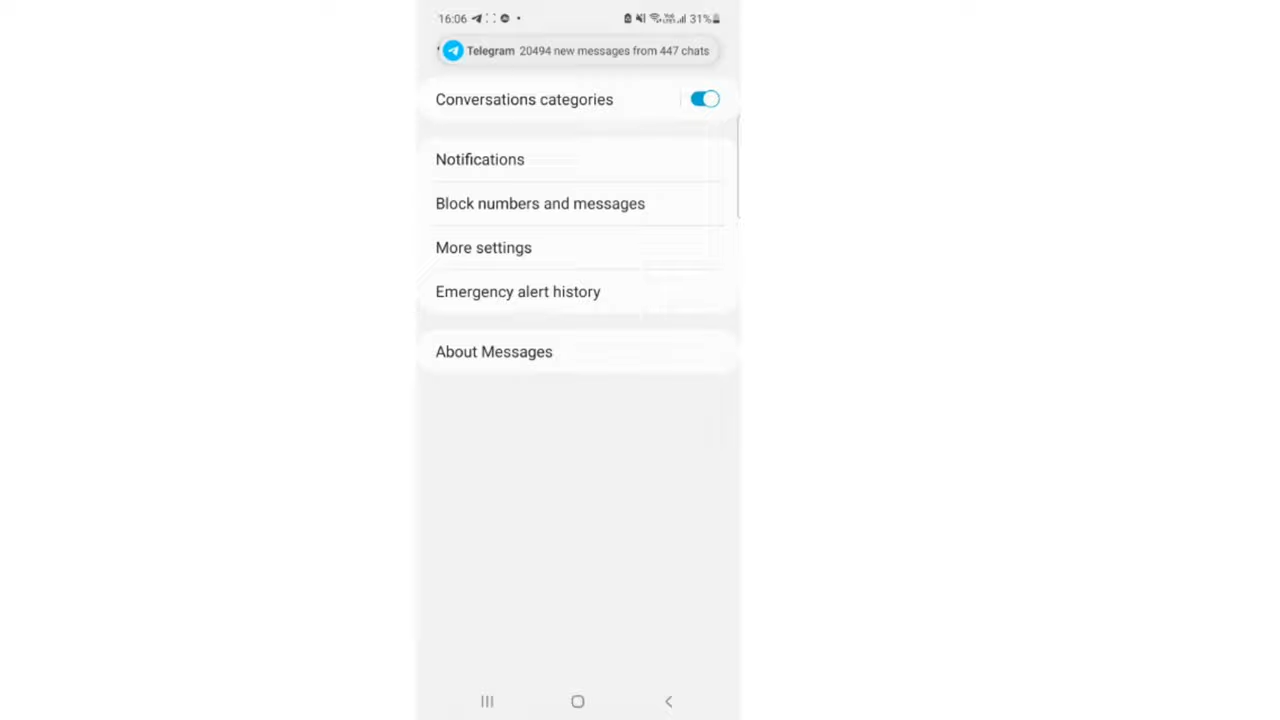 16:06 31%
Telegram 20494 new messages from 447 chats
Conversations categories
Notifications
Block numbers and messages
More settings
Emergency alert history
About Messages